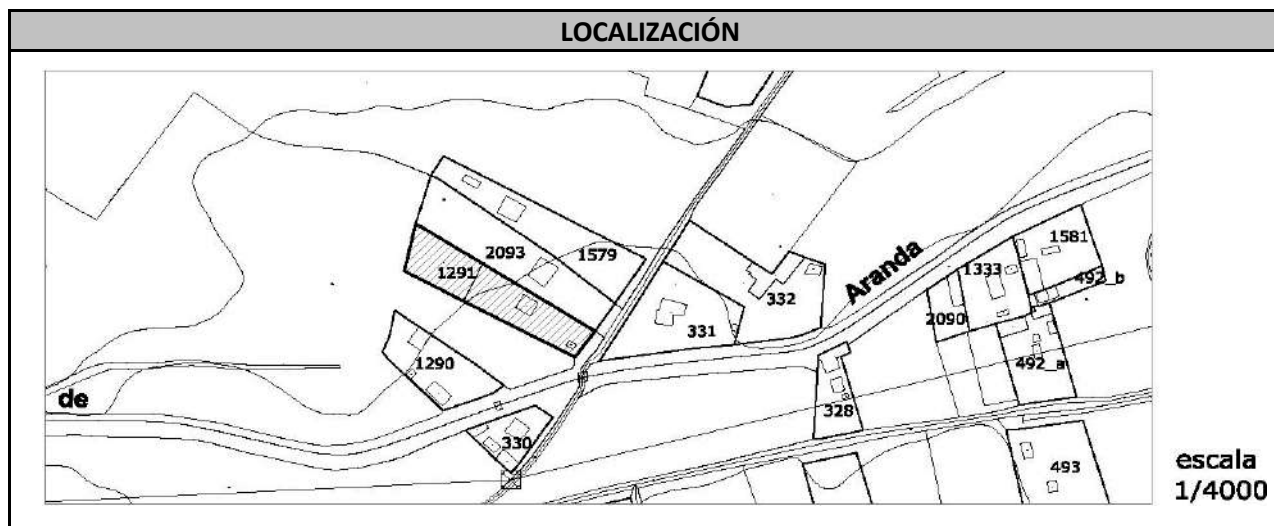 LOCALIZACIÓN
1581
Aranda
2093
1579
1333
492_b
1291
332
2090
331
1290
492_a
de
328
330
493
escala
1/4000